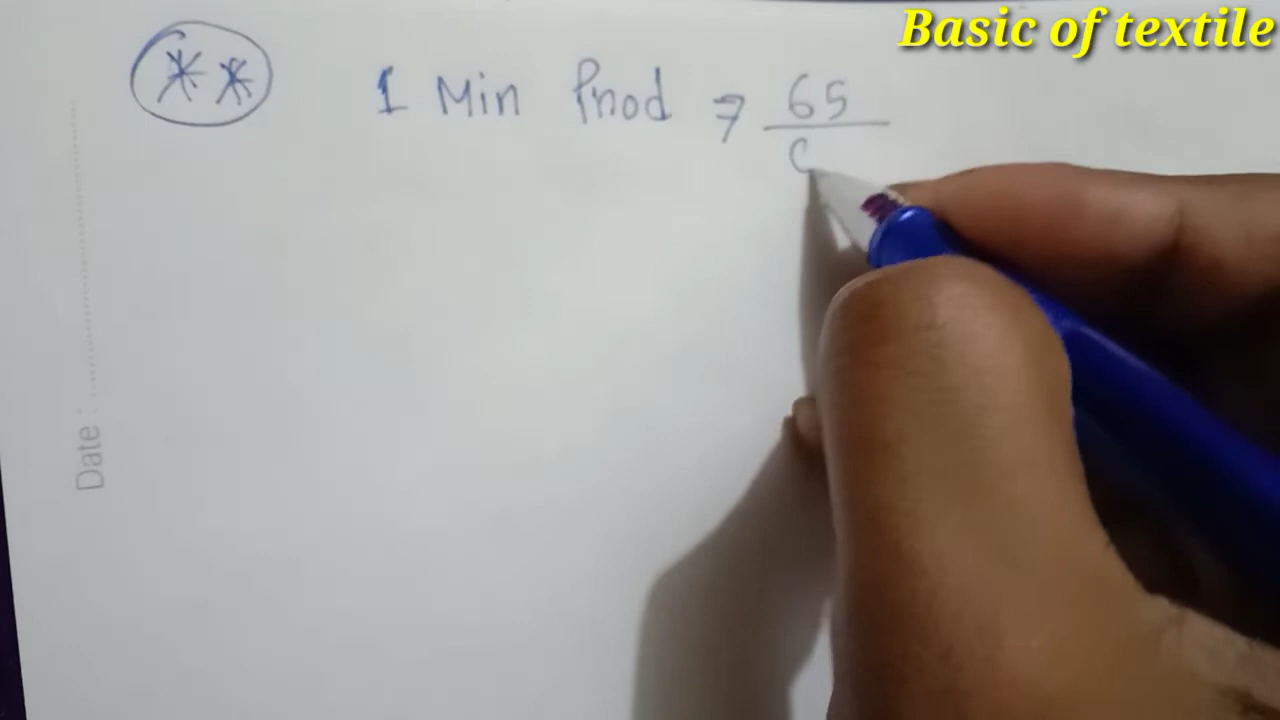 Basic of textile
** 1 Min Prod => 65
Date : ..........................